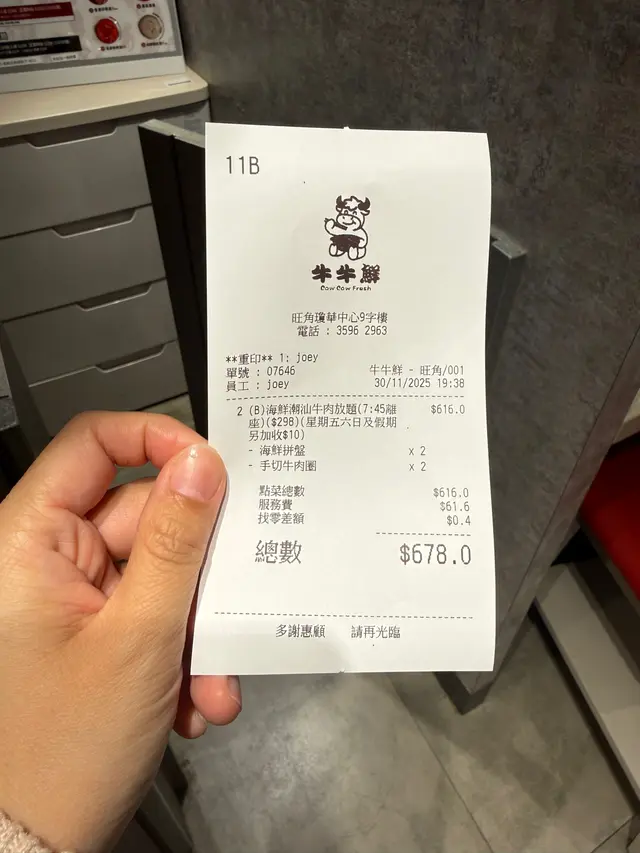 11B
牛牛鮮
Cow Cow Fresh
旺角瓊華中心9字樓
電話 : 3596 2963
**重印** 1: joey
單號 : 07646 牛牛鮮 - 旺角/001
員工 : joey 30/11/2025 19:38
2 (B)海鮮潮汕牛肉放題(7:45離 $616.0
座)($298)(星期五六日及假期
另加收$10)
- 海鮮拼盤 x 2
- 手切牛肉圈 x 2
點菜總數 $616.0
服務費 $61.6
找零差額 $0.4
總數 $678.0
多謝惠顧 請再光臨